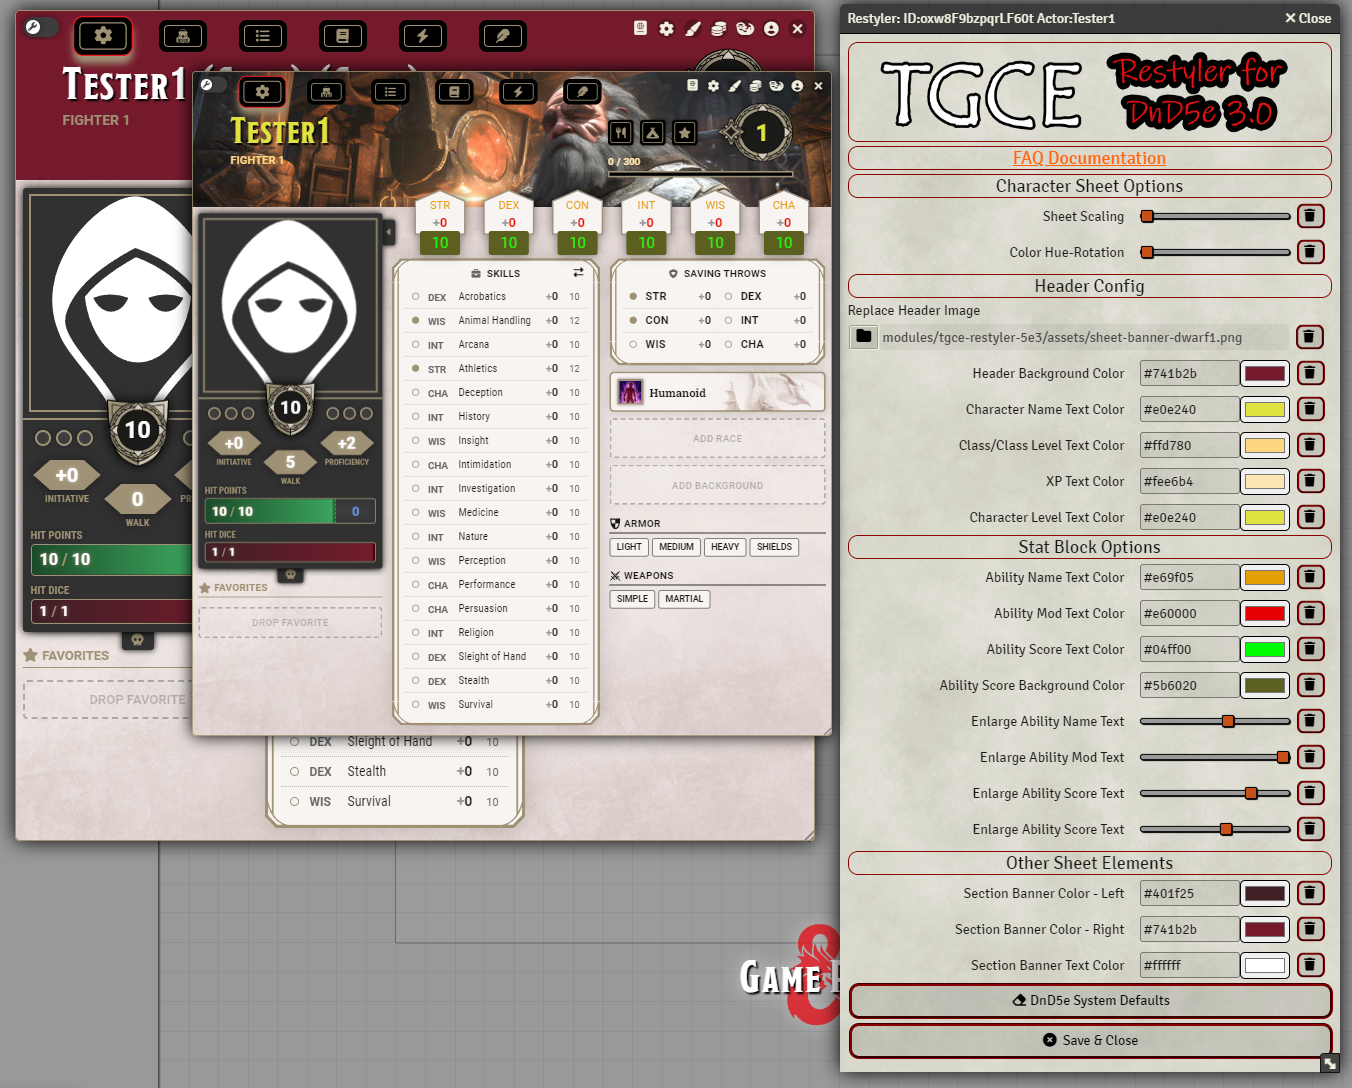 Tester1
FIGHTER 1
10
+0
INITIATIVE
0
WALK
HIT POINTS
10 / 10
HIT DICE
1 / 1
FAVORITES
DROP FAVORITE
DEX Sleight of Hand +0 10
DEX Stealth +0 10
WIS Survival +0 10
Tester1
FIGHTER 1
1
0 / 300
STR DEX CON INT WIS CHA
+0 +0 +0 +0 +0 +0
10 10 10 10 10 10
10
+0
INITIATIVE
5
WALK
+2
PROFICIENCY
HIT POINTS
10 / 10 0
HIT DICE
1 / 1
FAVORITES
DROP FAVORITE
SKILLS
DEX Acrobatics +0 10
WIS Animal Handling +0 12
INT Arcana +0 10
STR Athletics +0 12
CHA Deception +0 10
INT History +0 10
WIS Insight +0 10
CHA Intimidation +0 10
INT Investigation +0 10
WIS Medicine +0 10
INT Nature +0 10
WIS Perception +0 10
CHA Performance +0 10
CHA Persuasion +0 10
INT Religion +0 10
DEX Sleight of Hand +0 10
DEX Stealth +0 10
WIS Survival +0 10
SAVING THROWS
STR +0 DEX +0
CON +0 INT +0
WIS +0 CHA +0
Humanoid
ADD RACE
ADD BACKGROUND
ARMOR
LIGHT MEDIUM HEAVY SHIELDS
WEAPONS
SIMPLE MARTIAL
GAME
Restyler: ID:oxw8F9bzpqrLF60t Actor:Tester1 Close
TGCE Restyler for
DnD5e 3.0
FAQ Documentation
Character Sheet Options
Sheet Scaling
Color Hue-Rotation
Header Config
Replace Header Image
modules/tgce-restyler-5e3/assets/sheet-banner-dwarf1.png
Header Background Color #741b2b
Character Name Text Color #e0e240
Class/Class Level Text Color #ffd780
XP Text Color #fee6b4
Character Level Text Color #e0e240
Stat Block Options
Ability Name Text Color #e69f05
Ability Mod Text Color #e60000
Ability Score Text Color #04ff00
Ability Score Background Color #5b6020
Enlarge Ability Name Text
Enlarge Ability Mod Text
Enlarge Ability Score Text
Enlarge Ability Score Text
Other Sheet Elements
Section Banner Color - Left #401f25
Section Banner Color - Right #741b2b
Section Banner Text Color #ffffff
DnD5e System Defaults
Save & Close